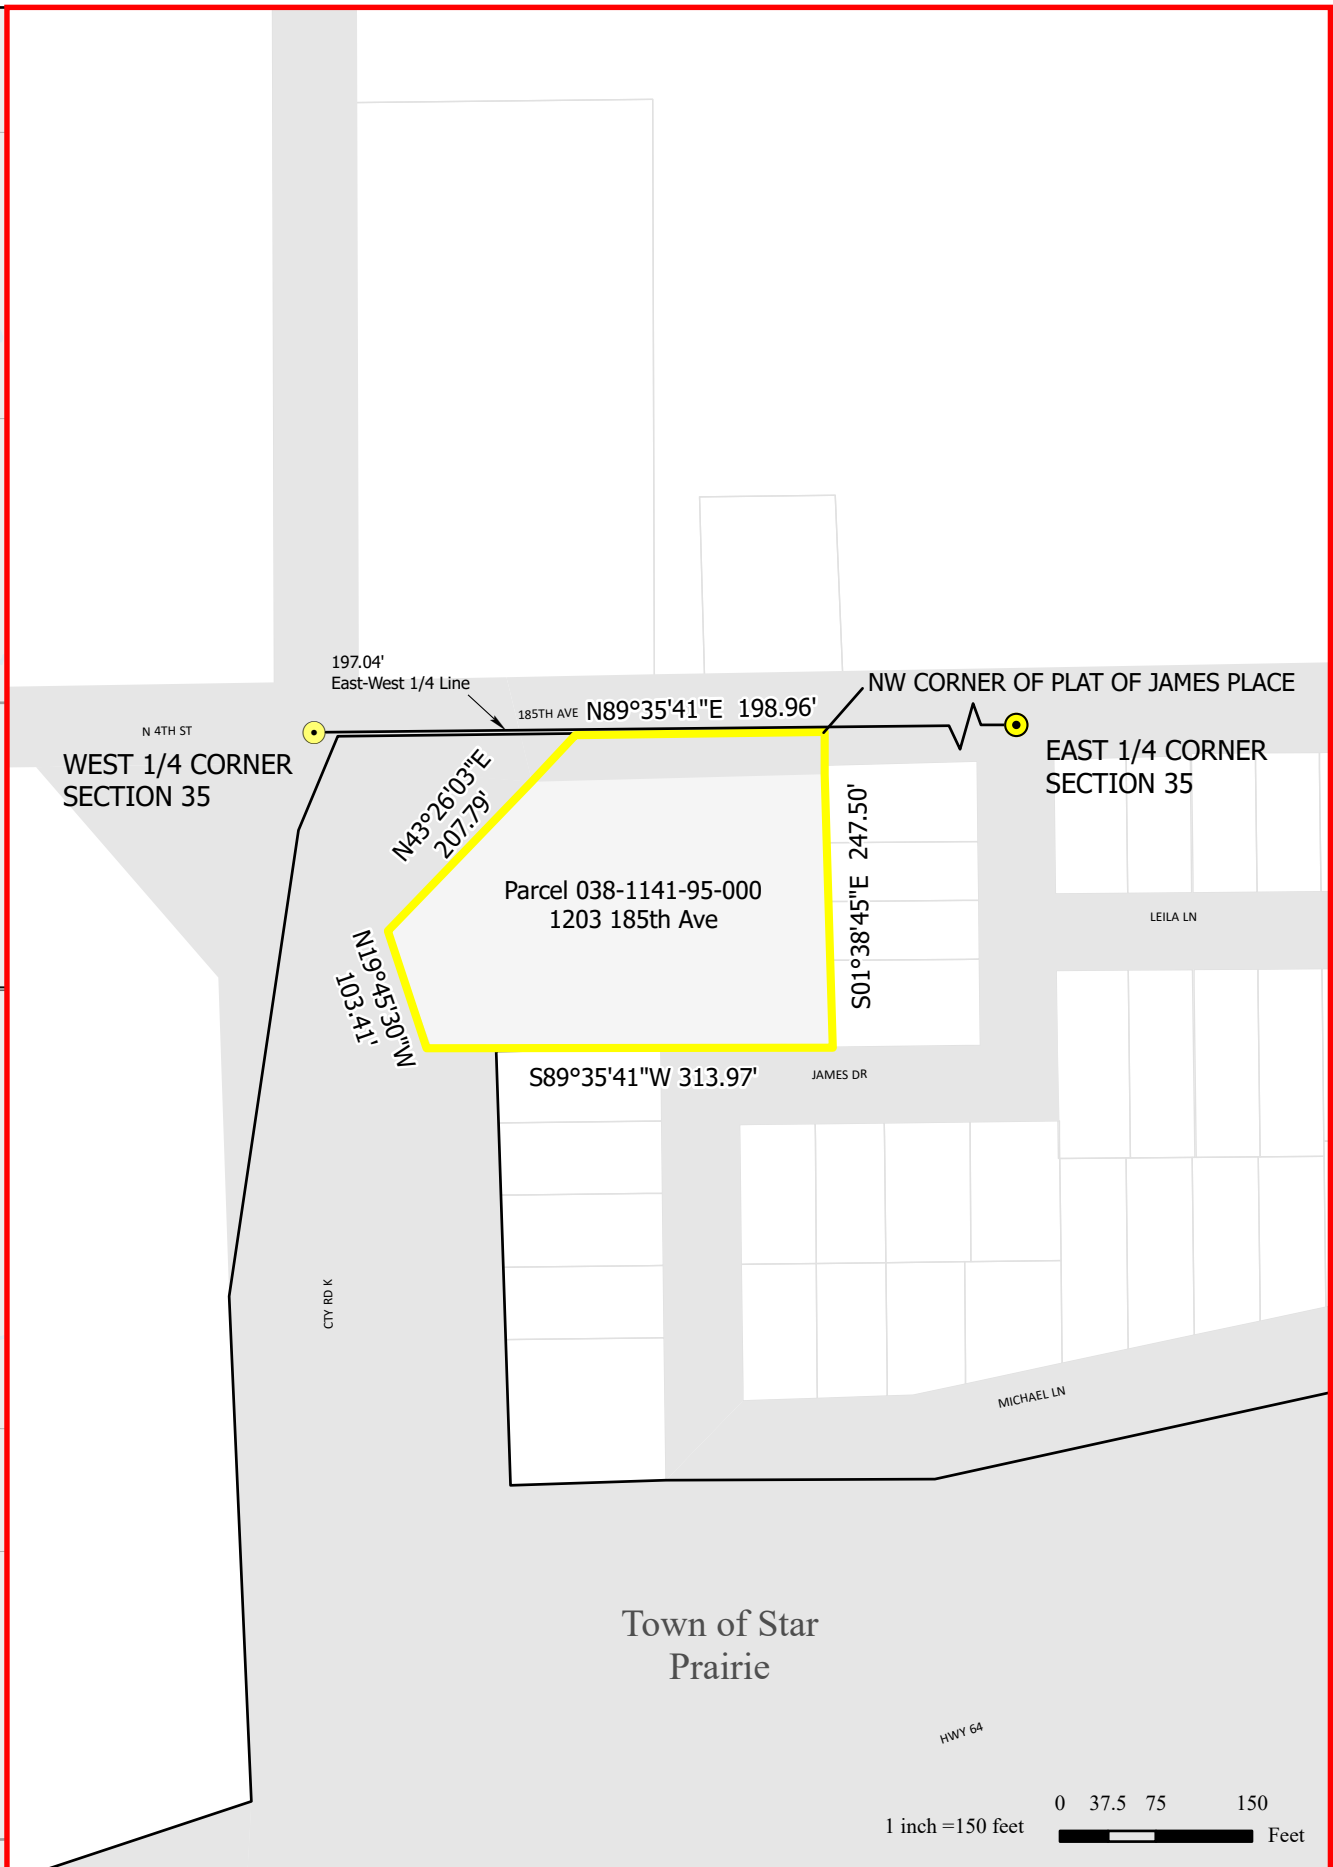 197.04'
East-West 1/4 Line
185TH AVE
N89°35'41"E 198.96'
NW CORNER OF PLAT OF JAMES PLACE
N 4TH ST
WEST 1/4 CORNER
SECTION 35
EAST 1/4 CORNER
SECTION 35
N43°26'03"E
207.79'
S01°38'45"E 247.50'
Parcel 038-1141-95-000
1203 185th Ave
LEILA LN
N19°45'30"W
103.41'
S89°35'41"W 313.97'
JAMES DR
CTY RD K
MICHAEL LN
Town of Star
Prairie
HWY 64
0 37.5 75 150
1 inch =150 feet
Feet